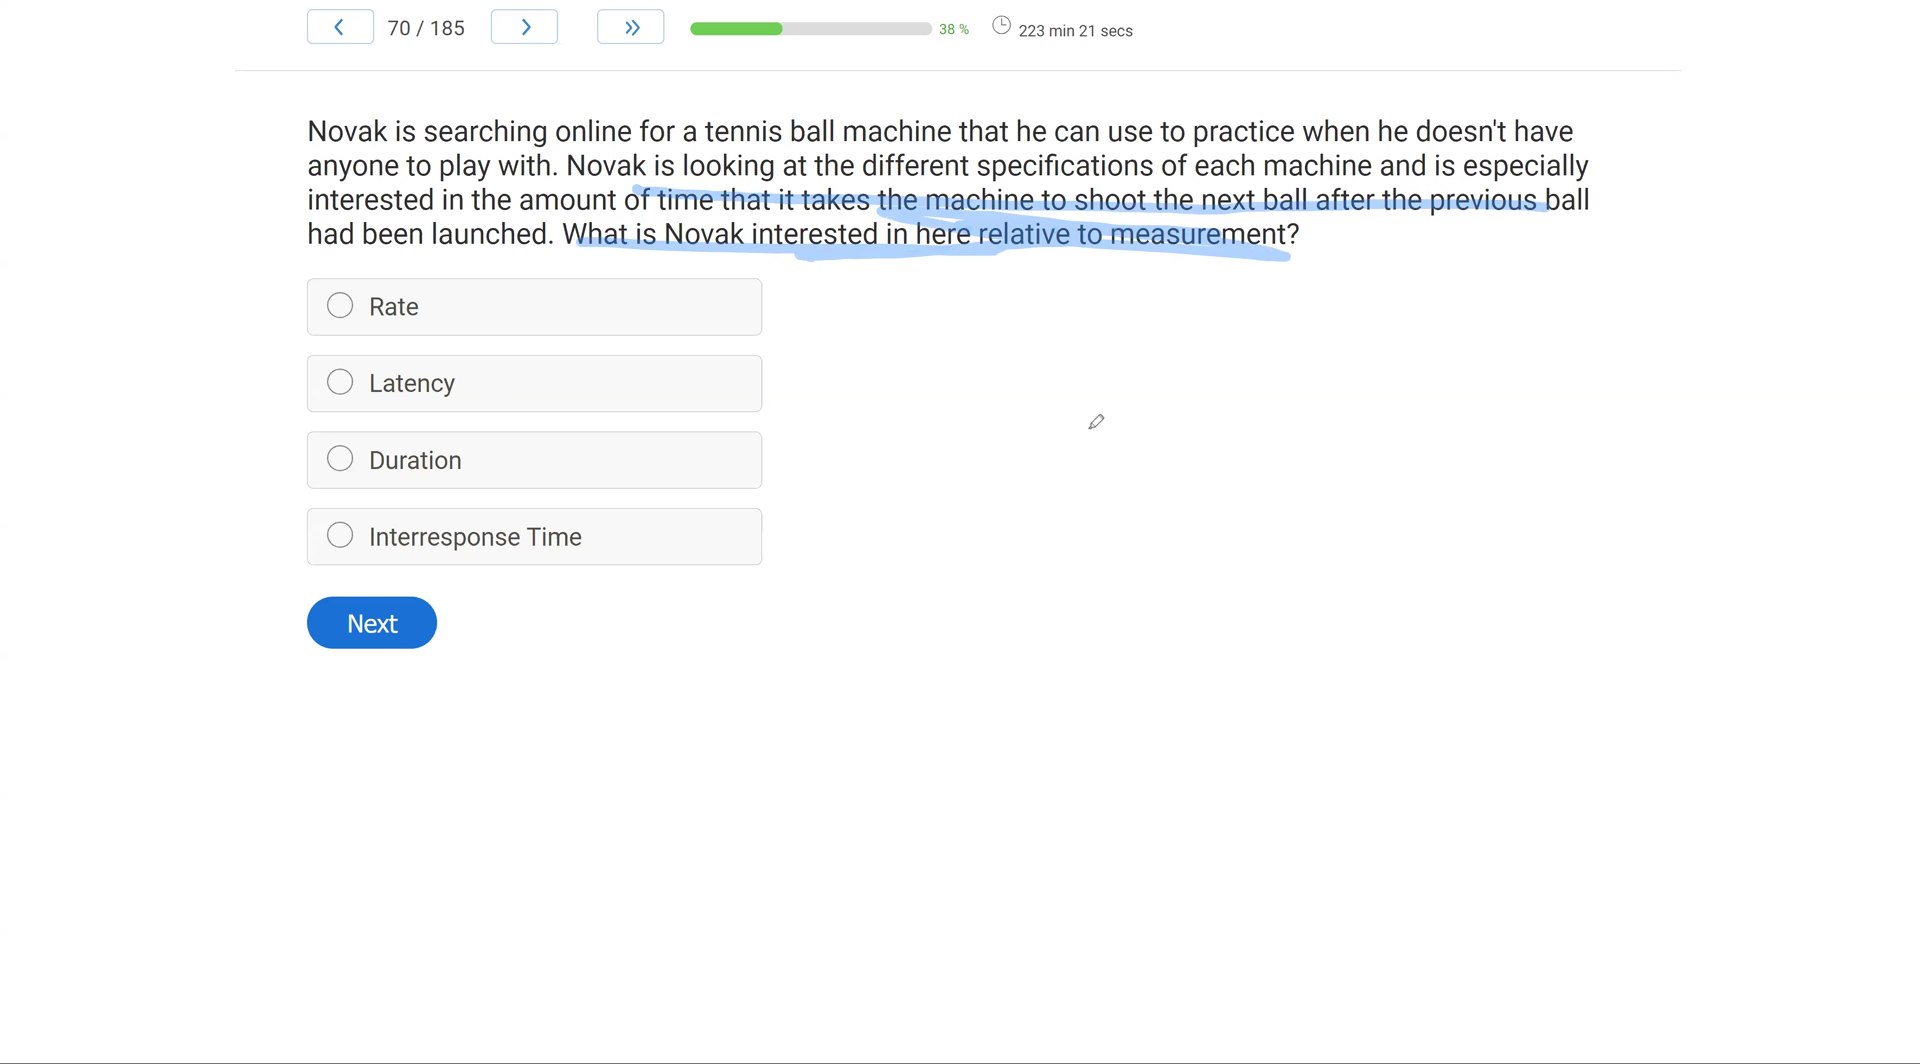 70 / 185
38 %
223 min 21 secs
Novak is searching online for a tennis ball machine that he can use to practice when he doesn't have
anyone to play with. Novak is looking at the different specifications of each machine and is especially
interested in the amount of time that it takes the machine to shoot the next ball after the previous ball
had been launched. What is Novak interested in here relative to measurement?
Rate
Latency
Duration
Interresponse Time
Next